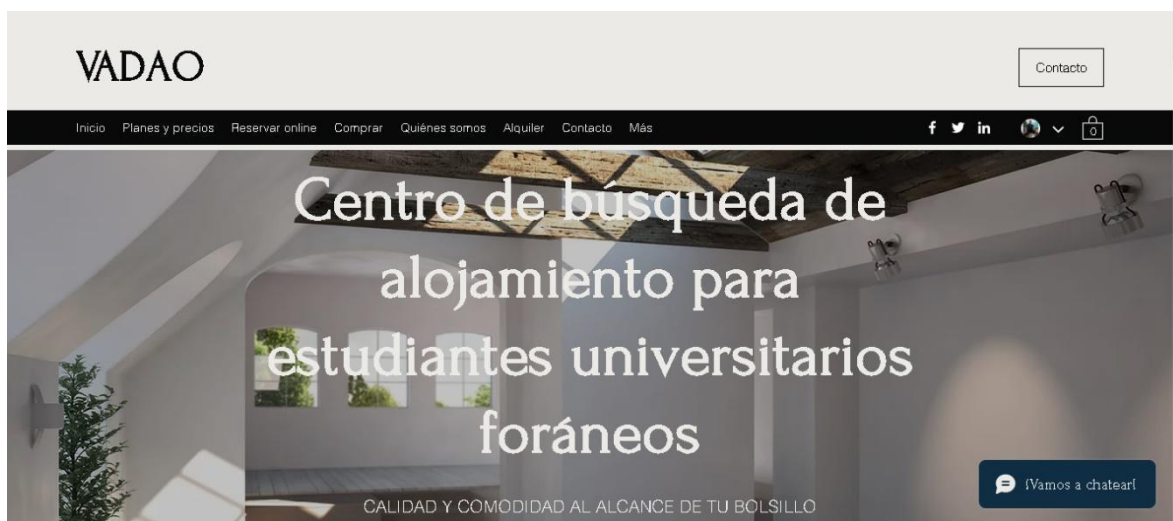 VADAO
Contacto
Inicio Planes y precios Reservar online Comprar Quiénes somos Alquiler Contacto Más
0
Centro de búsqueda de
alojamiento para
estudiantes universitarios
foráneos
CALIDAD Y COMODIDAD AL ALCANCE DE TU BOLSILLO
¡Vamos a chatear!